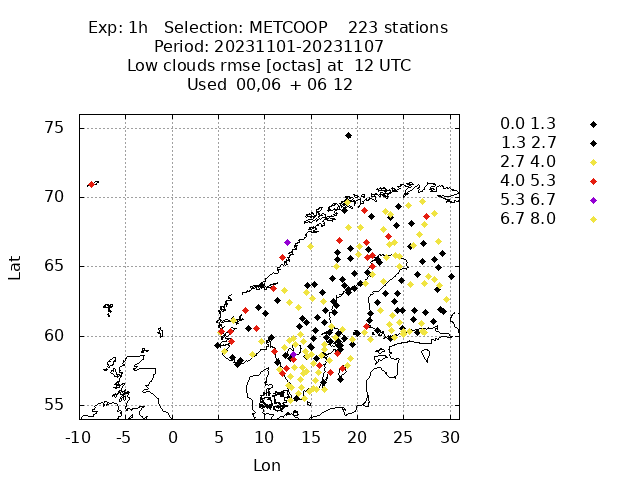 Exp: 1h   Selection: METCOOP    223 stations
Period: 20231101-20231107
Low clouds rmse [octas] at  12 UTC
Used  00,06  + 06 12
0.0 1.3
1.3 2.7
2.7 4.0
4.0 5.3
5.3 6.7
6.7 8.0
75
70
65
60
55
Lat
-10 -5 0 5 10 15 20 25 30
Lon